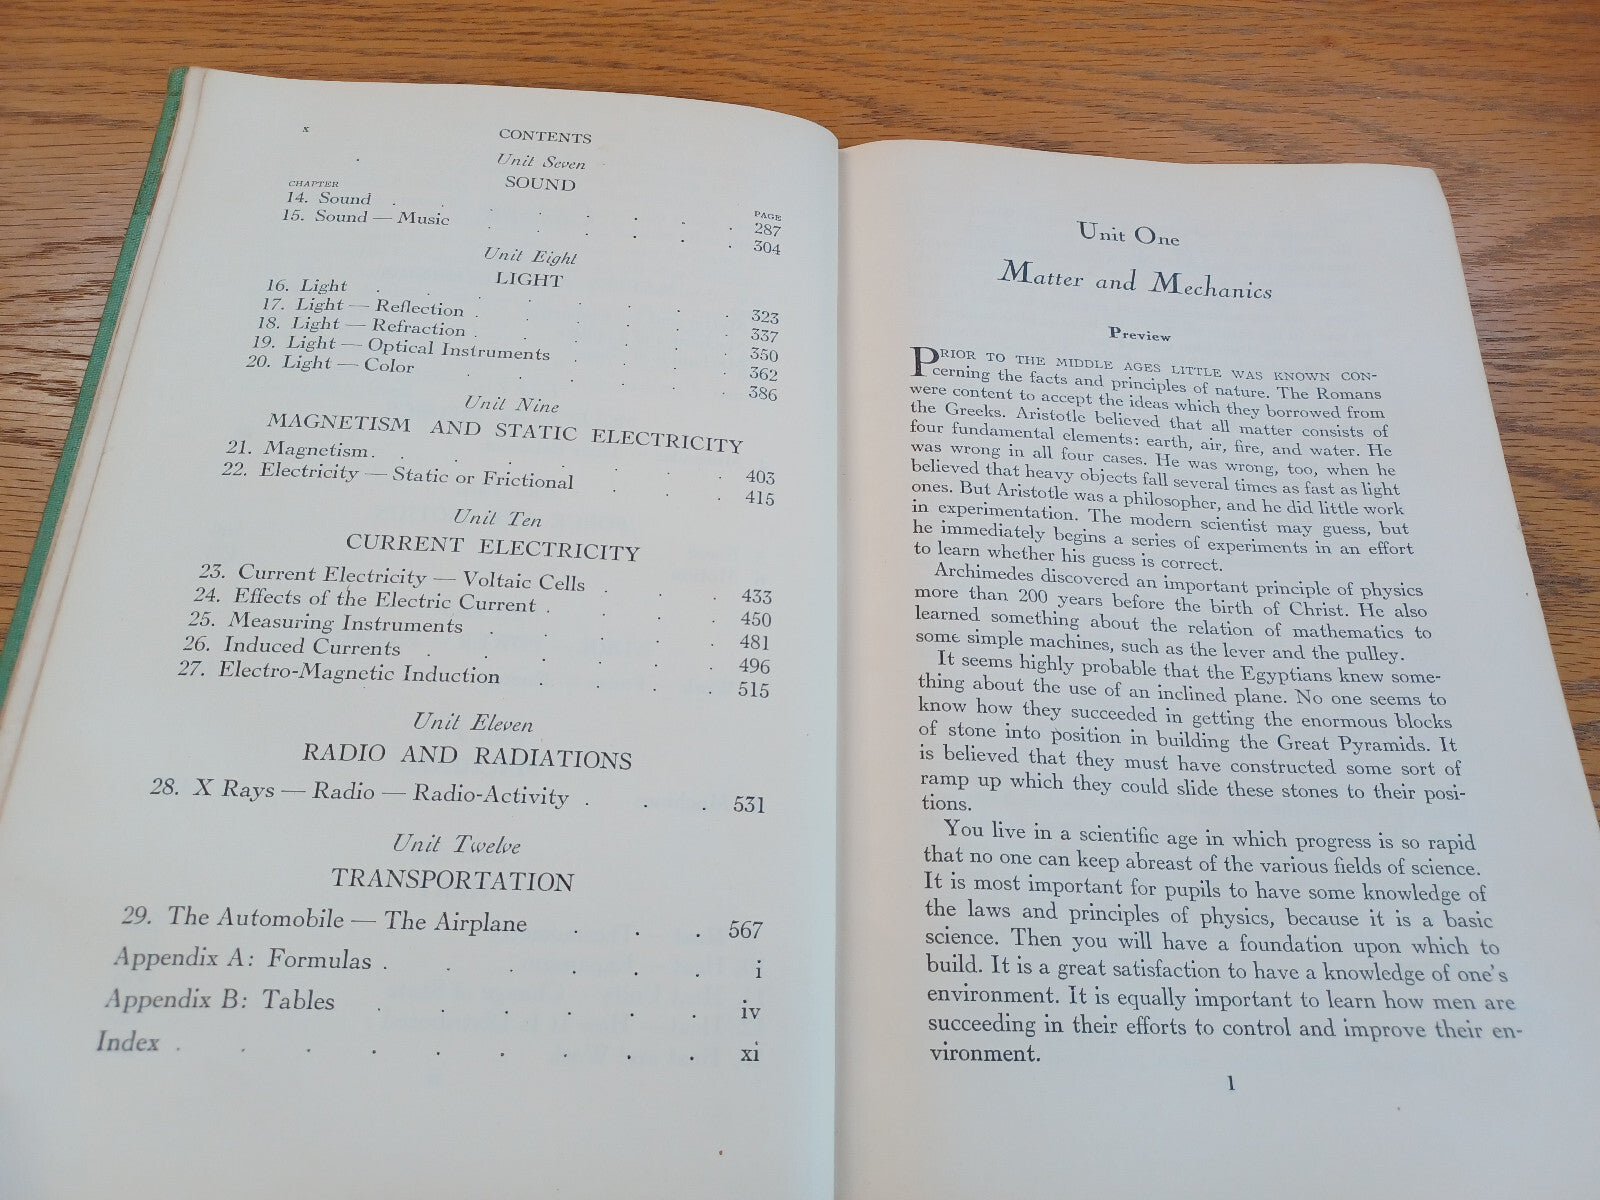 x
CONTENTS
Unit Seven
SOUND
CHAPTER PAGE
14. Sound . . . . . . . 287
15. Sound — Music . . . . . . 304
Unit Eight
LIGHT
16. Light . . . . . . . 323
17. Light — Reflection . . . . . . 337
18. Light — Refraction . . . . . . 350
19. Light — Optical Instruments . . . . 362
20. Light — Color . . . . . . 386
Unit Nine
MAGNETISM AND STATIC ELECTRICITY
21. Magnetism . . . . . . . 403
22. Electricity — Static or Frictional . . . 415
Unit Ten
CURRENT ELECTRICITY
23. Current Electricity — Voltaic Cells . . . 433
24. Effects of the Electric Current . . . . 450
25. Measuring Instruments . . . . . 481
26. Induced Currents . . . . . 496
27. Electro-Magnetic Induction . . . . 515
Unit Eleven
RADIO AND RADIATIONS
28. X Rays — Radio — Radio-Activity . . . 531
Unit Twelve
TRANSPORTATION
29. The Automobile — The Airplane . . . 567
Appendix A: Formulas . . . . . . i
Appendix B: Tables . . . . . . iv
Index . . . . . . . . . xi
Unit One
Matter and Mechanics
Preview
PRIOR TO THE MIDDLE AGES LITTLE WAS KNOWN CON-
cerning the facts and principles of nature. The Romans
were content to accept the ideas which they borrowed from
the Greeks. Aristotle believed that all matter consists of
four fundamental elements: earth, air, fire, and water. He
was wrong in all four cases. He was wrong, too, when he
believed that heavy objects fall several times as fast as light
ones. But Aristotle was a philosopher, and he did little work
in experimentation. The modern scientist may guess, but
he immediately begins a series of experiments in an effort
to learn whether his guess is correct.
Archimedes discovered an important principle of physics
more than 200 years before the birth of Christ. He also
learned something about the relation of mathematics to
some simple machines, such as the lever and the pulley.
It seems highly probable that the Egyptians knew some-
thing about the use of an inclined plane. No one seems to
know how they succeeded in getting the enormous blocks
of stone into position in building the Great Pyramids. It
is believed that they must have constructed some sort of
ramp up which they could slide these stones to their posi-
tions.
You live in a scientific age in which progress is so rapid
that no one can keep abreast of the various fields of science.
It is most important for pupils to have some knowledge of
the laws and principles of physics, because it is a basic
science. Then you will have a foundation upon which to
build. It is a great satisfaction to have a knowledge of one's
environment. It is equally important to learn how men are
succeeding in their efforts to control and improve their en-
vironment.
1